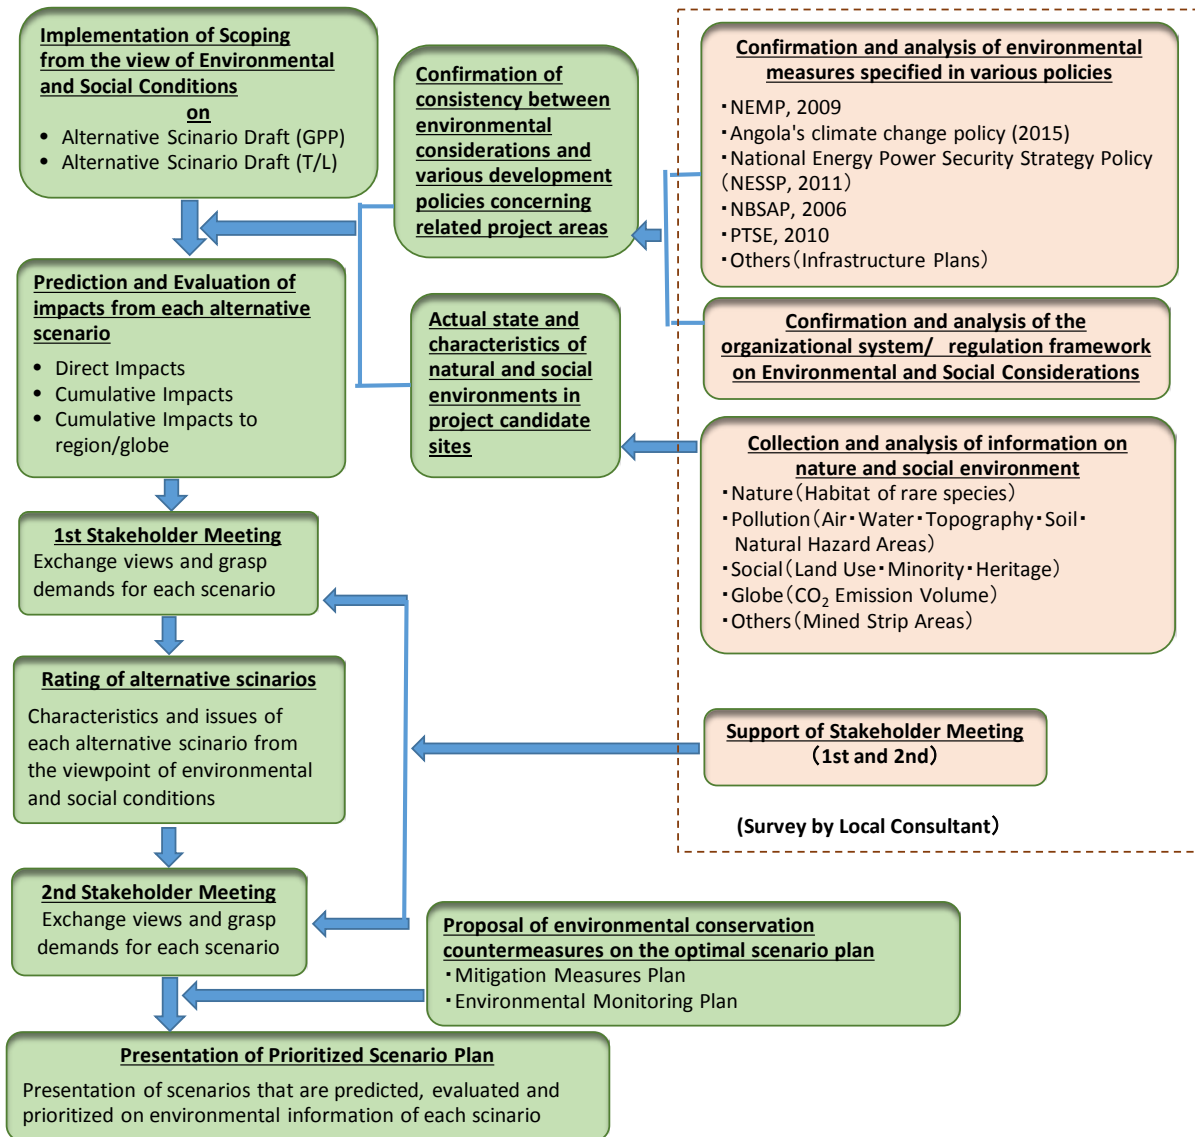 Implementation of Scoping
from the view of Environmental
and Social Conditions
on
• Alternative Scinario Draft (GPP)
• Alternative Scinario Draft (T/L)
Prediction and Evaluation of
impacts from each alternative
scenario
• Direct Impacts
• Cumulative Impacts
• Cumulative Impacts to
region/globe
1st Stakeholder Meeting
Exchange views and grasp
demands for each scenario
Rating of alternative scinarios
Characteristics and issues of
each alternative scinario from
the viewpoint of environmental
and social conditions
2nd Stakeholder Meeting
Exchange views and grasp
demands for each scenario
Presentation of Prioritized Scenario Plan
Presentation of scenarios that are predicted, evaluated and
prioritized on environmental information of each scinario
Confirmation of
consistency between
environmental
considerations and
various development
policies concerning
related project areas
Actual state and
characteristics of
natural and social
environments in
project candidate
sites
Proposal of environmental conservation
countermeasures on the optimal scenario plan
・Mitigation Measures Plan
・Environmental Monitoring Plan
Confirmation and analysis of environmental
measures specified in various policies
・NEMP, 2009
・Angola's climate change policy (2015)
・National Energy Power Security Strategy Policy
（NESSP, 2011）
・NBSAP, 2006
・PTSE, 2010
・Others（Infrastructure Plans）
Confirmation and analysis of the
organizational system/ regulation framework
on Environmental and Social Considerations
Collection and analysis of information on
nature and social environment
・Nature（Habitat of rare species）
・Pollution（Air・Water・Topography・Soil・
Natural Hazard Areas）
・Social（Land Use・Minority・Heritage）
・Globe（CO₂ Emission Volume）
・Others（Mined Strip Areas）
Support of Stakeholder Meeting
（1st and 2nd）
(Survey by Local Consultant）